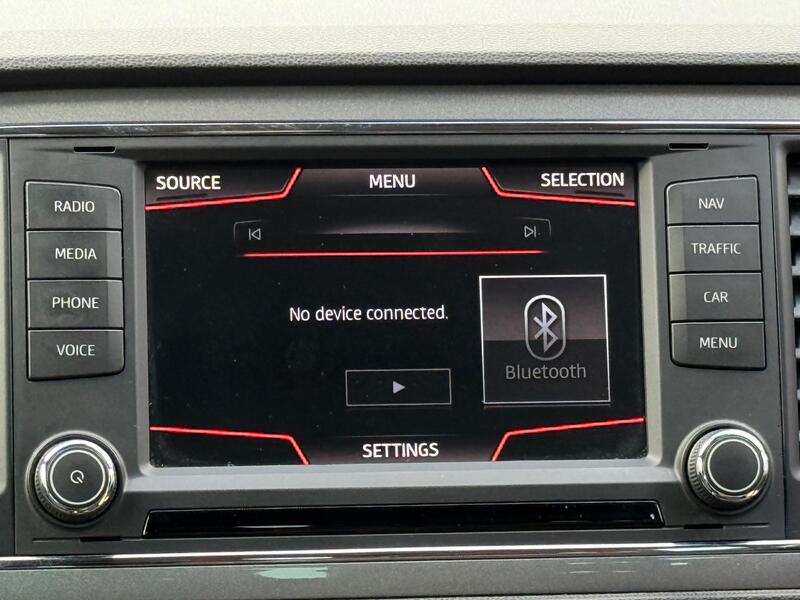 SOURCE
MENU
SELECTION
RADIO
MEDIA
PHONE
VOICE
No device connected.
Bluetooth
SETTINGS
NAV
TRAFFIC
CAR
MENU